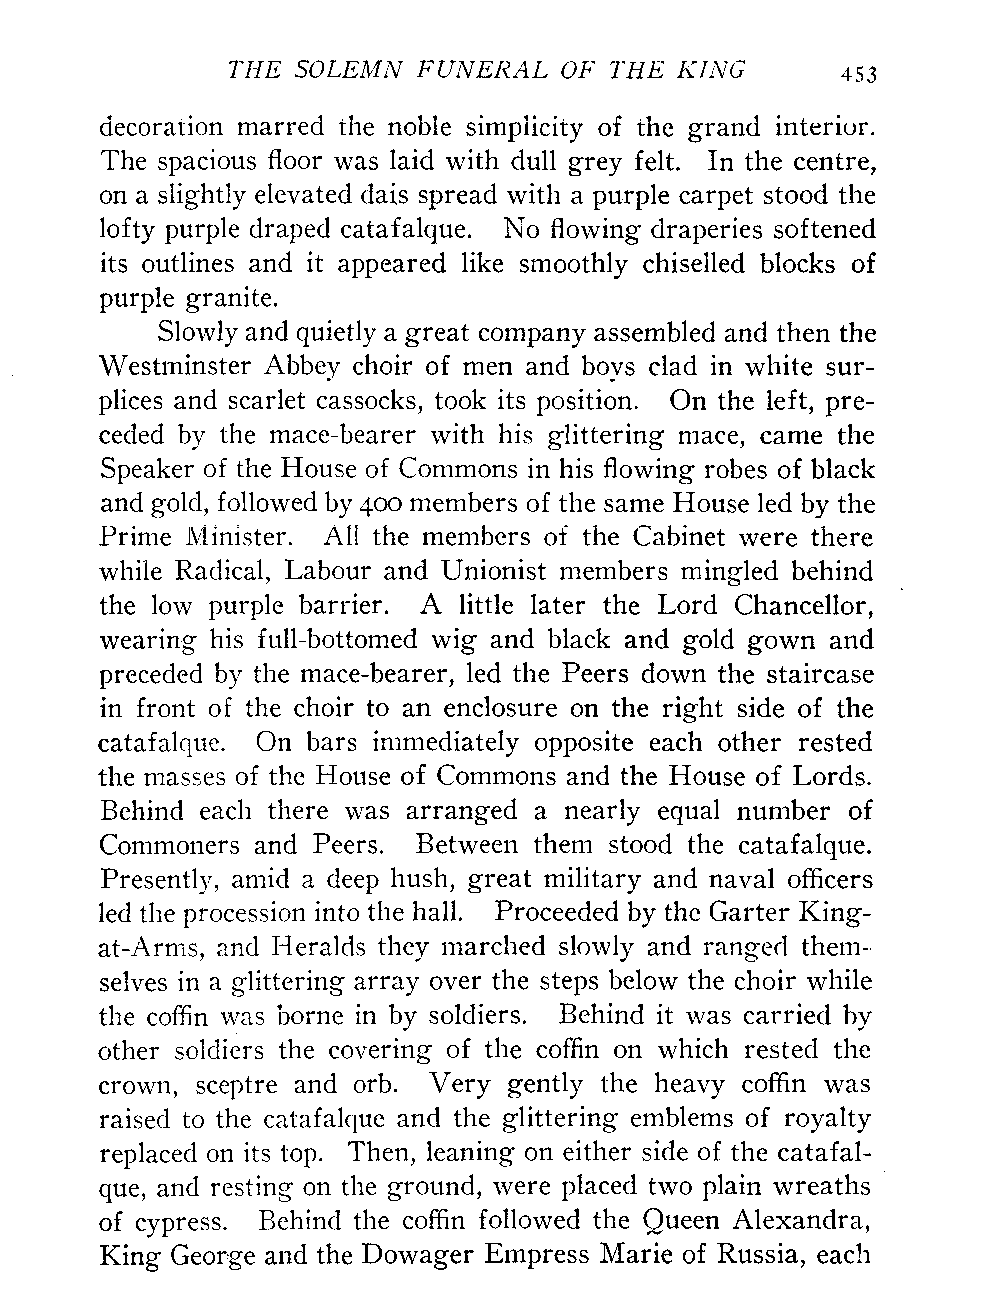 THE SOLEMN FUNERAL OF THE KING 453
decoration marred the noble simplicity of the grand interior.
The spacious floor was laid with dull grey felt. In the centre,
on a slightly elevated dais spread with a purple carpet stood the
lofty purple draped catafalque. No flowing draperies softened
its outlines and it appeared like smoothly chiselled blocks of
purple granite.
Slowly and quietly a great company assembled and then the
Westminster Abbey choir of men and boys clad in white sur-
plices and scarlet cassocks, took its position. On the left, pre-
ceded by the mace-bearer with his glittering mace, came the
Speaker of the House of Commons in his flowing robes of black
and gold, followed by 400 members of the same House led by the
Prime Minister. All the members of the Cabinet were there
while Radical, Labour and Unionist members mingled behind
the low purple barrier. A little later the Lord Chancellor,
wearing his full-bottomed wig and black and gold gown and
preceded by the mace-bearer, led the Peers down the staircase
in front of the choir to an enclosure on the right side of the
catafalque. On bars immediately opposite each other rested
the masses of the House of Commons and the House of Lords.
Behind each there was arranged a nearly equal number of
Commoners and Peers. Between them stood the catafalque.
Presently, amid a deep hush, great military and naval officers
led the procession into the hall. Proceeded by the Garter King-
at-Arms, and Heralds they marched slowly and ranged them-
selves in a glittering array over the steps below the choir while
the coffin was borne in by soldiers. Behind it was carried by
other soldiers the covering of the coffin on which rested the
crown, sceptre and orb. Very gently the heavy coffin was
raised to the catafalque and the glittering emblems of royalty
replaced on its top. Then, leaning on either side of the catafal-
que, and resting on the ground, were placed two plain wreaths
of cypress. Behind the coffin followed the Queen Alexandra,
King George and the Dowager Empress Marie of Russia, each